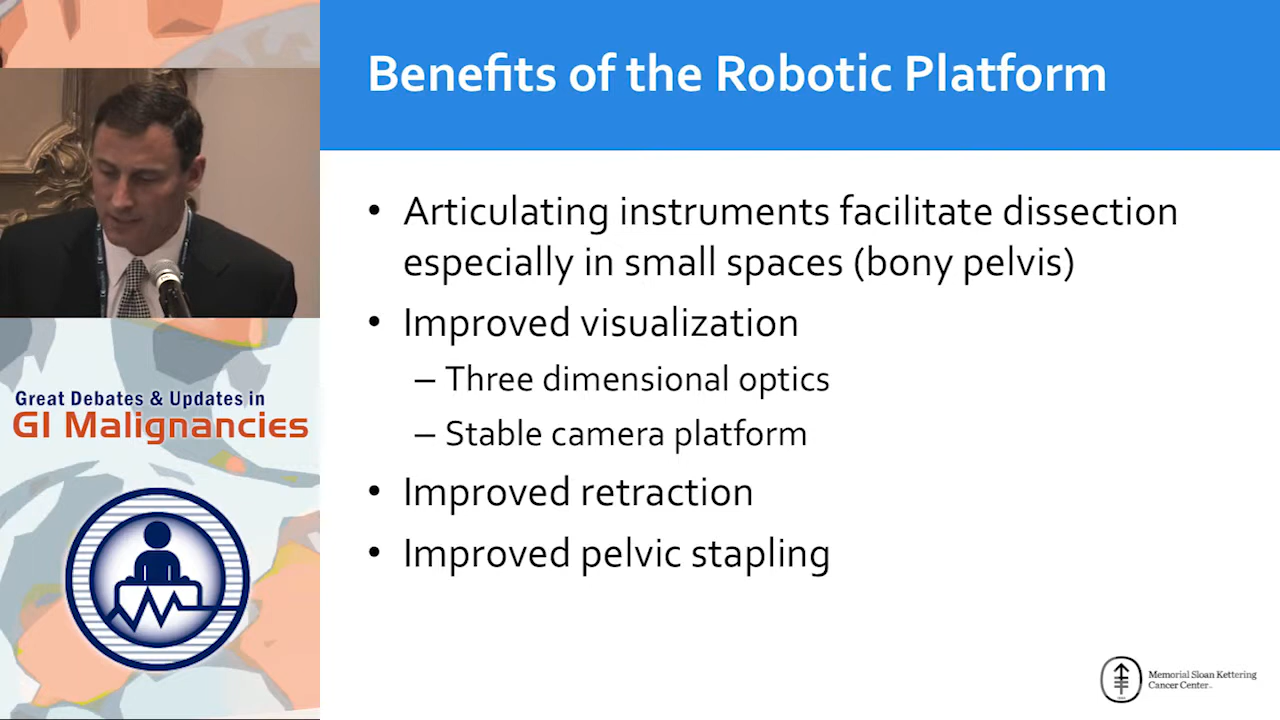 Benefits of the Robotic Platform
• Articulating instruments facilitate dissection
especially in small spaces (bony pelvis)
• Improved visualization
– Three dimensional optics
– Stable camera platform
• Improved retraction
• Improved pelvic stapling
Great Debates & Updates in
GI Malignancies
Memorial Sloan Kettering
Cancer Center